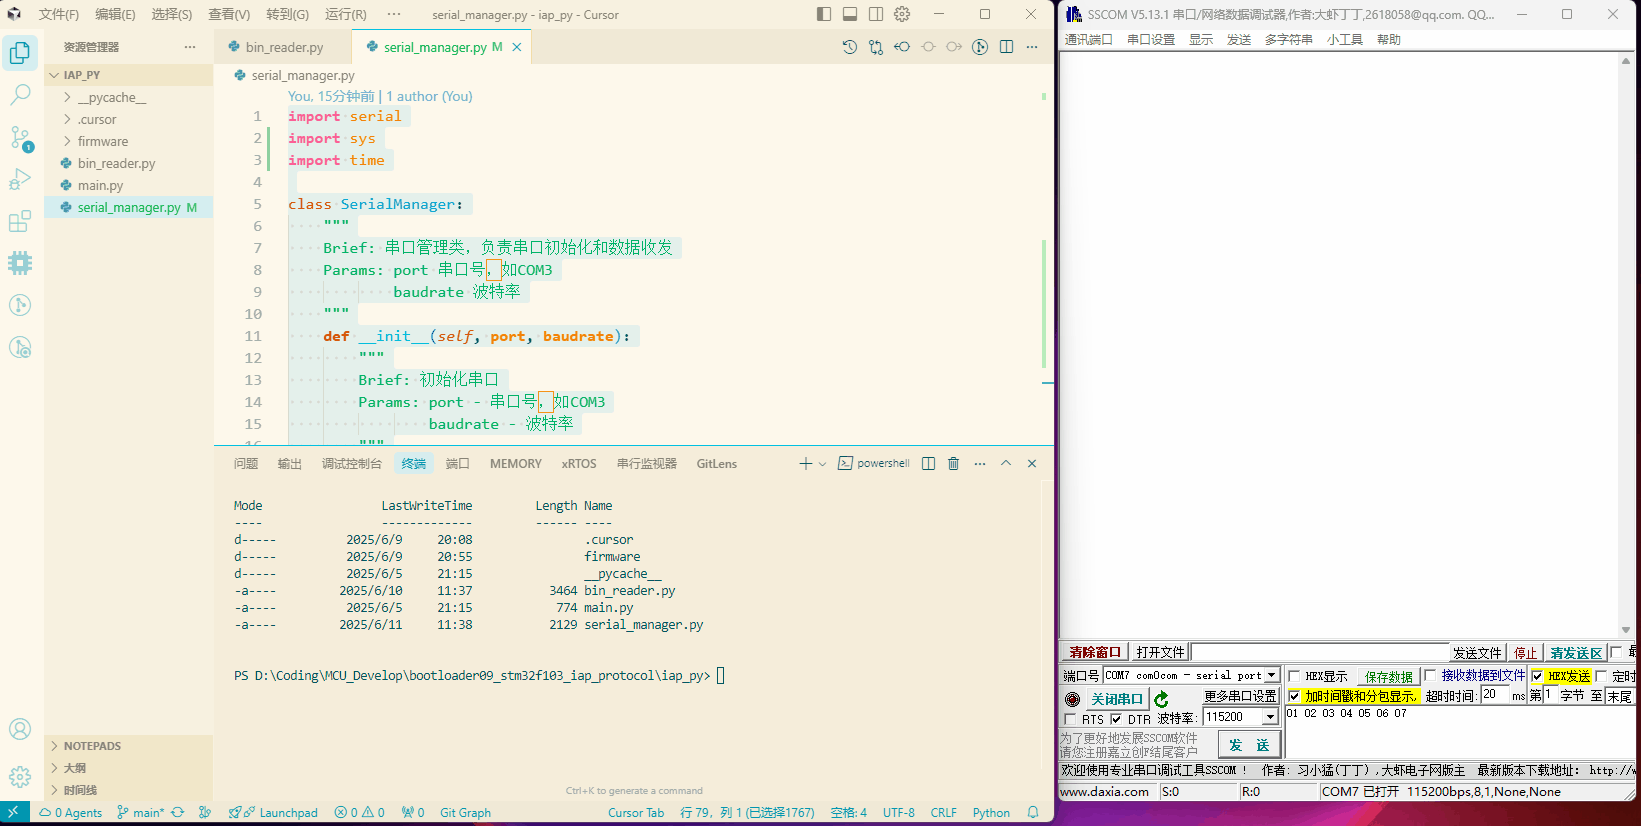 文件(F) 编辑(E) 选择(S) 查看(V) 转到(G) 运行(R) ··· serial_manager.py - iap_py - Cursor
资源管理器 ···
IAP_PY
__pycache__
.cursor
firmware
bin_reader.py
main.py
serial_manager.py M
NOTEPADS
大纲
时间线
bin_reader.py serial_manager.py M
serial_manager.py
You, 15分钟前 | 1 author (You)
1 import serial
2 import sys
3 import time
4
5 class SerialManager:
6 """
7 Brief: 串口管理类，负责串口初始化和数据收发
8 Params: port 串口号，如COM3
9 baudrate 波特率
10 """
11 def __init__(self, port, baudrate):
12 """
13 Brief: 初始化串口
14 Params: port - 串口号，如COM3
15 baudrate - 波特率
16 """
问题 输出 调试控制台 终端 端口 MEMORY xRTOS 串行监视器 GitLens powershell
Mode LastWriteTime Length Name
---- ------------- ------ ----
d----- 2025/6/9 20:08 .cursor
d----- 2025/6/9 20:55 firmware
d----- 2025/6/5 21:15 __pycache__
-a---- 2025/6/10 11:37 3464 bin_reader.py
-a---- 2025/6/5 21:15 774 main.py
-a---- 2025/6/11 11:38 2129 serial_manager.py
PS D:\Coding\MCU_Develop\bootloader09_stm32f103_iap_protocol\iap_py>
Ctrl+K to generate a command
0 Agents main* Launchpad 0 0 0 Git Graph Cursor Tab 行 79，列 1 (已选择1767) 空格: 4 UTF-8 CRLF Python
SSCOM V5.13.1 串口/网络数据调试器,作者:大虾丁丁,2618058@qq.com. QQ...
通讯端口 串口设置 显示 发送 多字符串 小工具 帮助
清除窗口 打开文件 发送文件 停止 清发送区
端口号 COM7 com0com - serial port HEX显示 保存数据 接收数据到文件 HEX发送 定时
关闭串口 更多串口设置 加时间戳和分包显示, 超时时间: 20 ms 第 1 字节 至 末尾
RTS DTR 波特率: 115200 01 02 03 04 05 06 07
为了更好地发展SSCOM软件
请您注册嘉立创F结尾客户
发 送
欢迎使用专业串口调试工具SSCOM ! 作者: 习小猛(丁丁),大虾电子网版主 最新版本下载地址: http://w
www.daxia.com S:0 R:0 COM7 已打开 115200bps,8,1,None,None